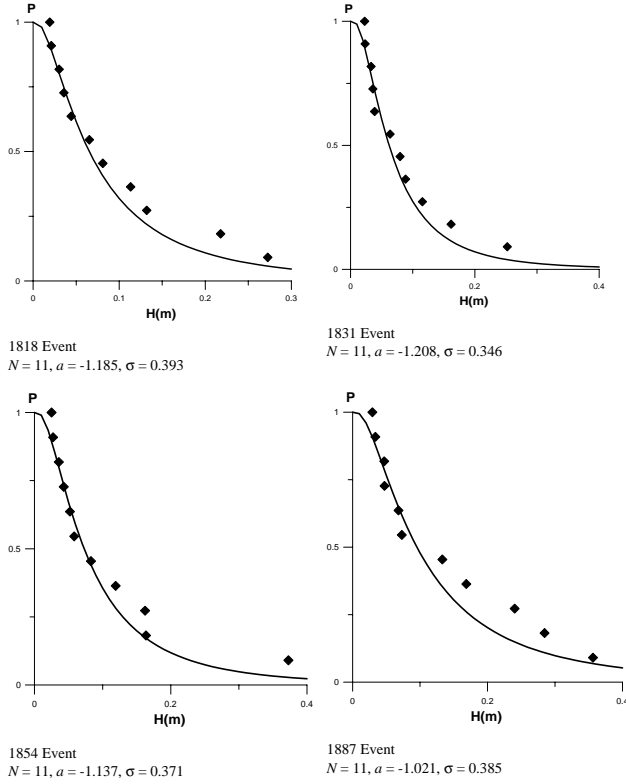 P
1
0.5
0
0 0.1 0.2 0.3
H(m)
1818 Event
N = 11, a = -1.185, σ = 0.393
P
1
0.5
0
0 0.2 0.4
H(m)
1831 Event
N = 11, a = -1.208, σ = 0.346
P
1
0.5
0
0 0.2 0.4
H(m)
1854 Event
N = 11, a = -1.137, σ = 0.371
P
1
0.5
0
0 0.2 0.4
H(m)
1887 Event
N = 11, a = -1.021, σ = 0.385